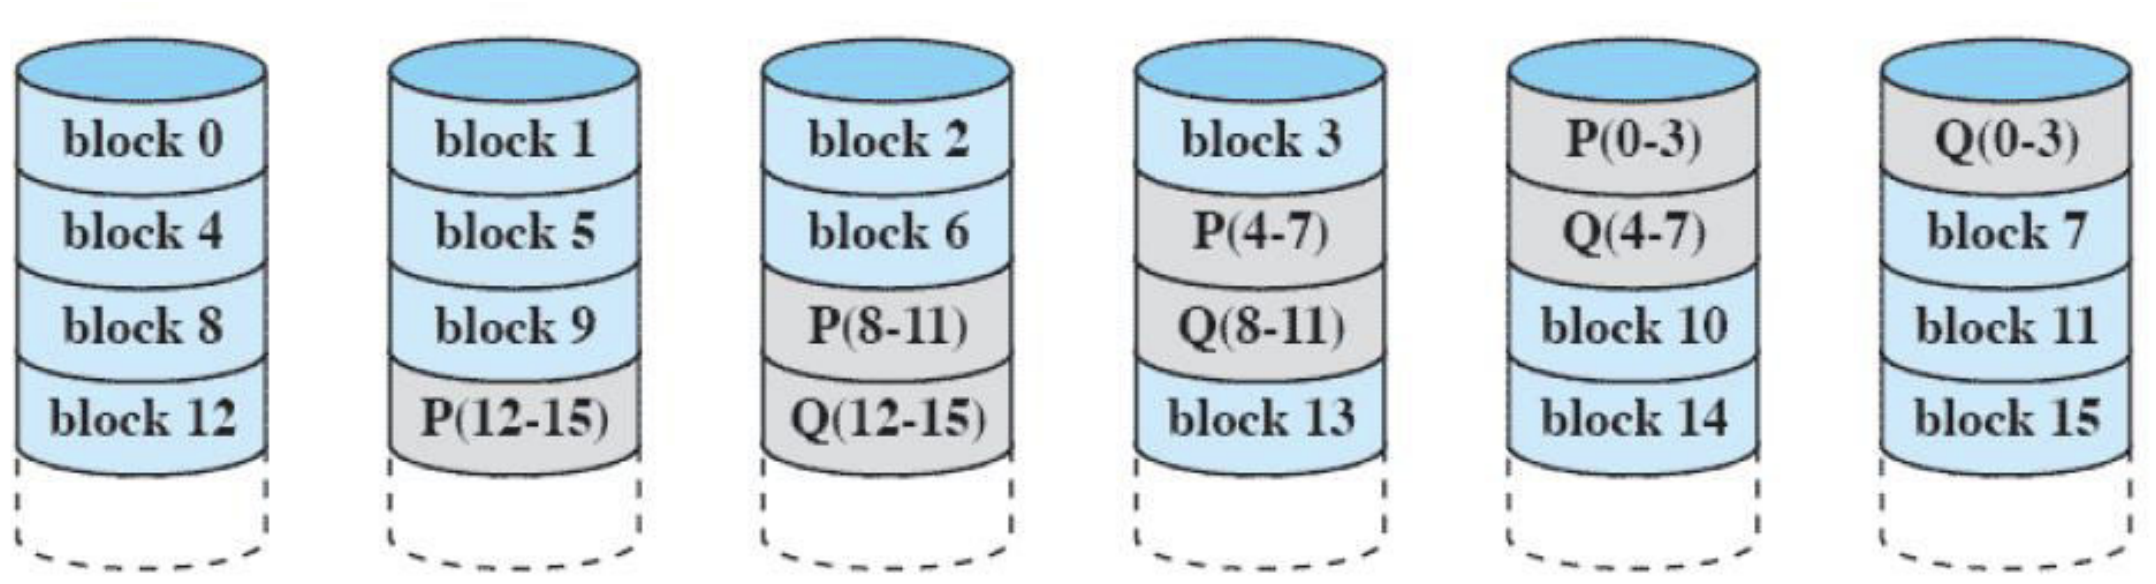 block 0 block 1 block 2 block 3 P(0-3) Q(0-3)
block 4 block 5 block 6 P(4-7) Q(4-7) block 7
block 8 block 9 P(8-11) Q(8-11) block 10 block 11
block 12 P(12-15) Q(12-15) block 13 block 14 block 15